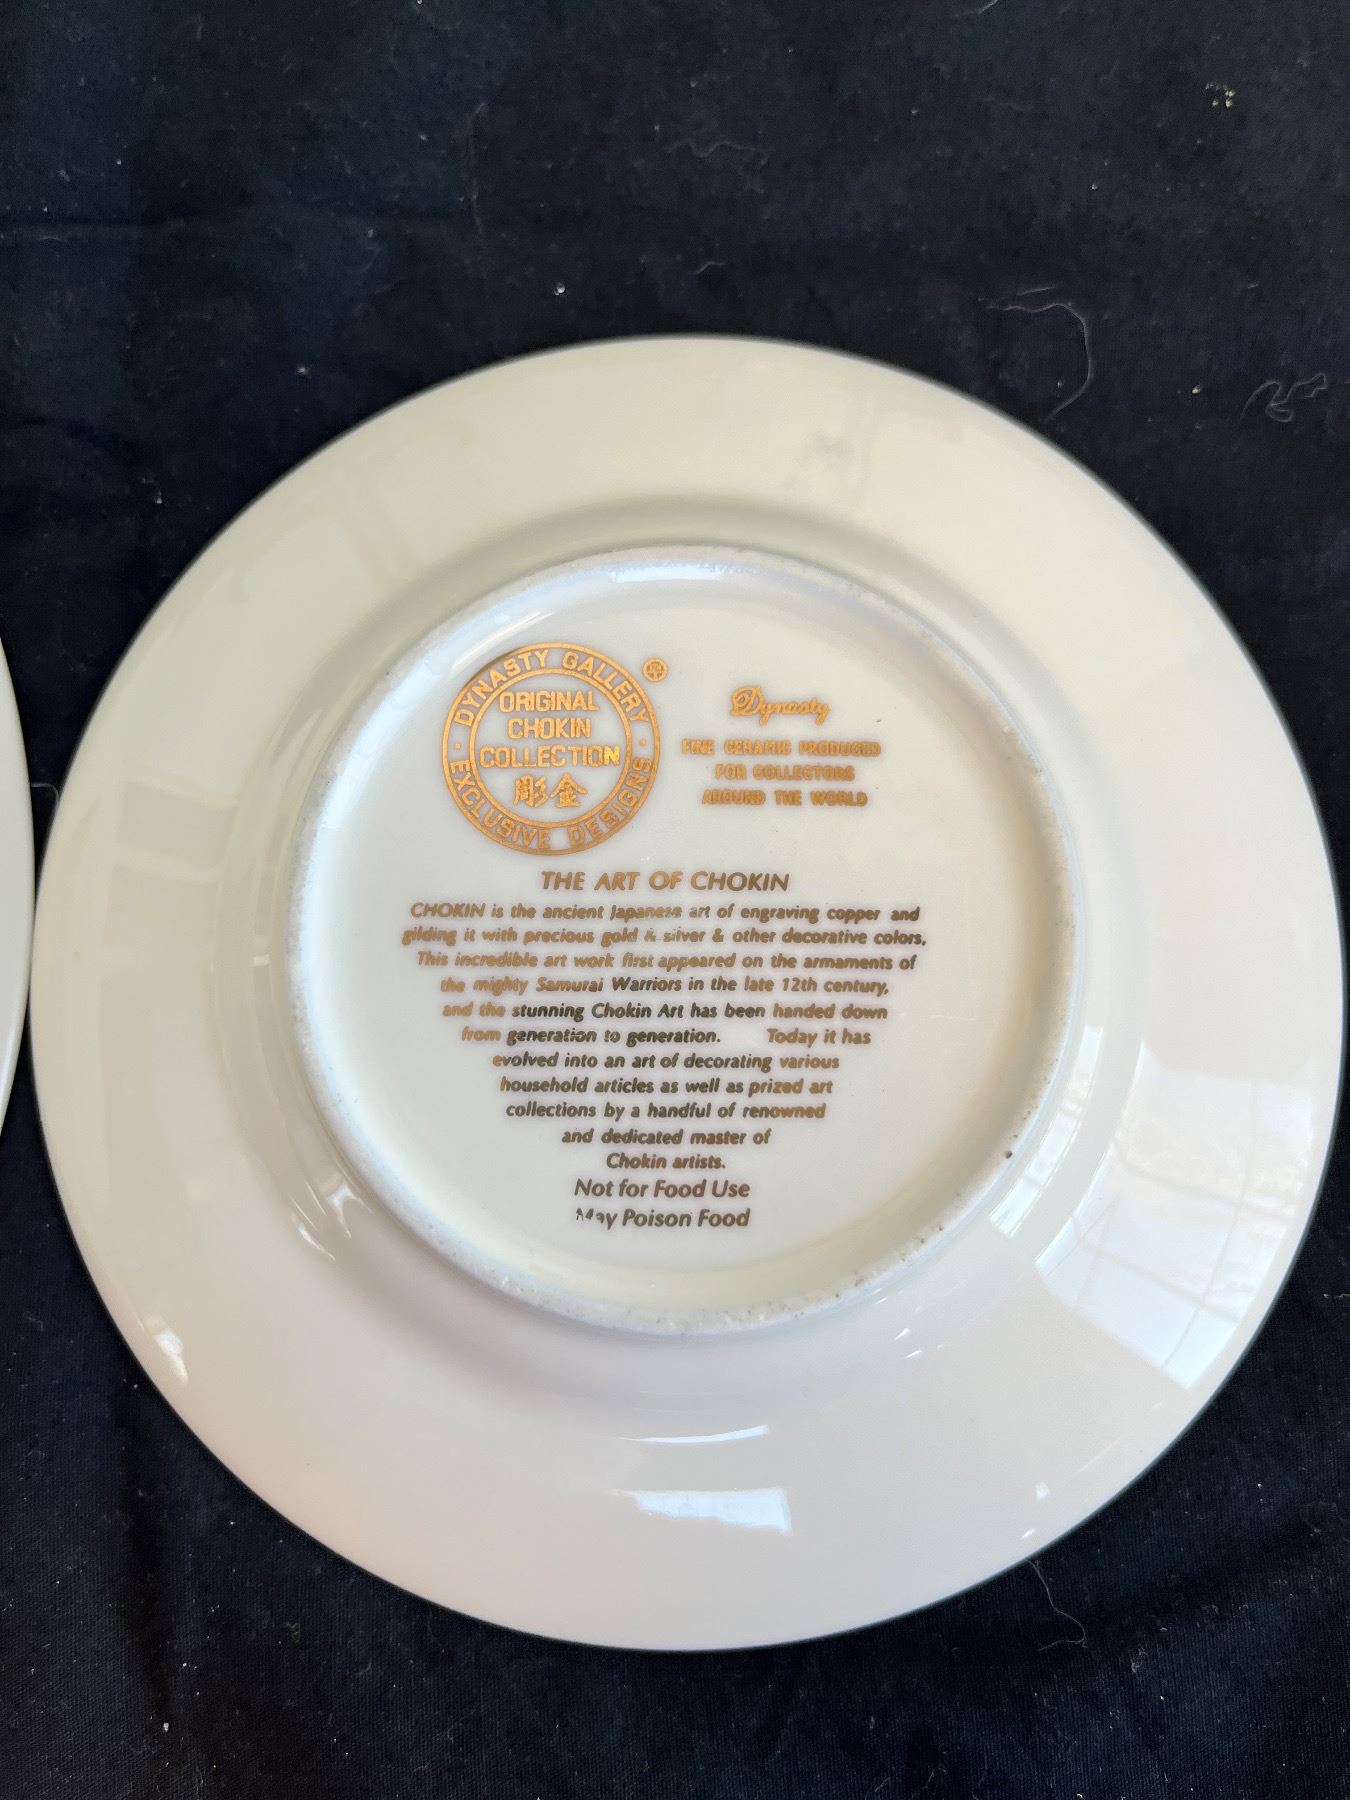 DYNASTY GALLERY
ORIGINAL
CHOKIN
COLLECTION
彫金
· EXCLUSIVE DESIGNS ·
Dynasty
FINE CERAMIC PRODUCED
FOR COLLECTORS
AROUND THE WORLD
THE ART OF CHOKIN
CHOKIN is the ancient Japanese art of engraving copper and
gilding it with precious gold & silver & other decorative colors,
This incredible art work first appeared on the armaments of
the mighty Samurai Warriors in the late 12th century,
and the stunning Chokin Art has been handed down
from generation to generation. Today it has
evolved into an art of decorating various
household articles as well as prized art
collections by a handful of renowned
and dedicated master of
Chokin artists.
Not for Food Use
May Poison Food